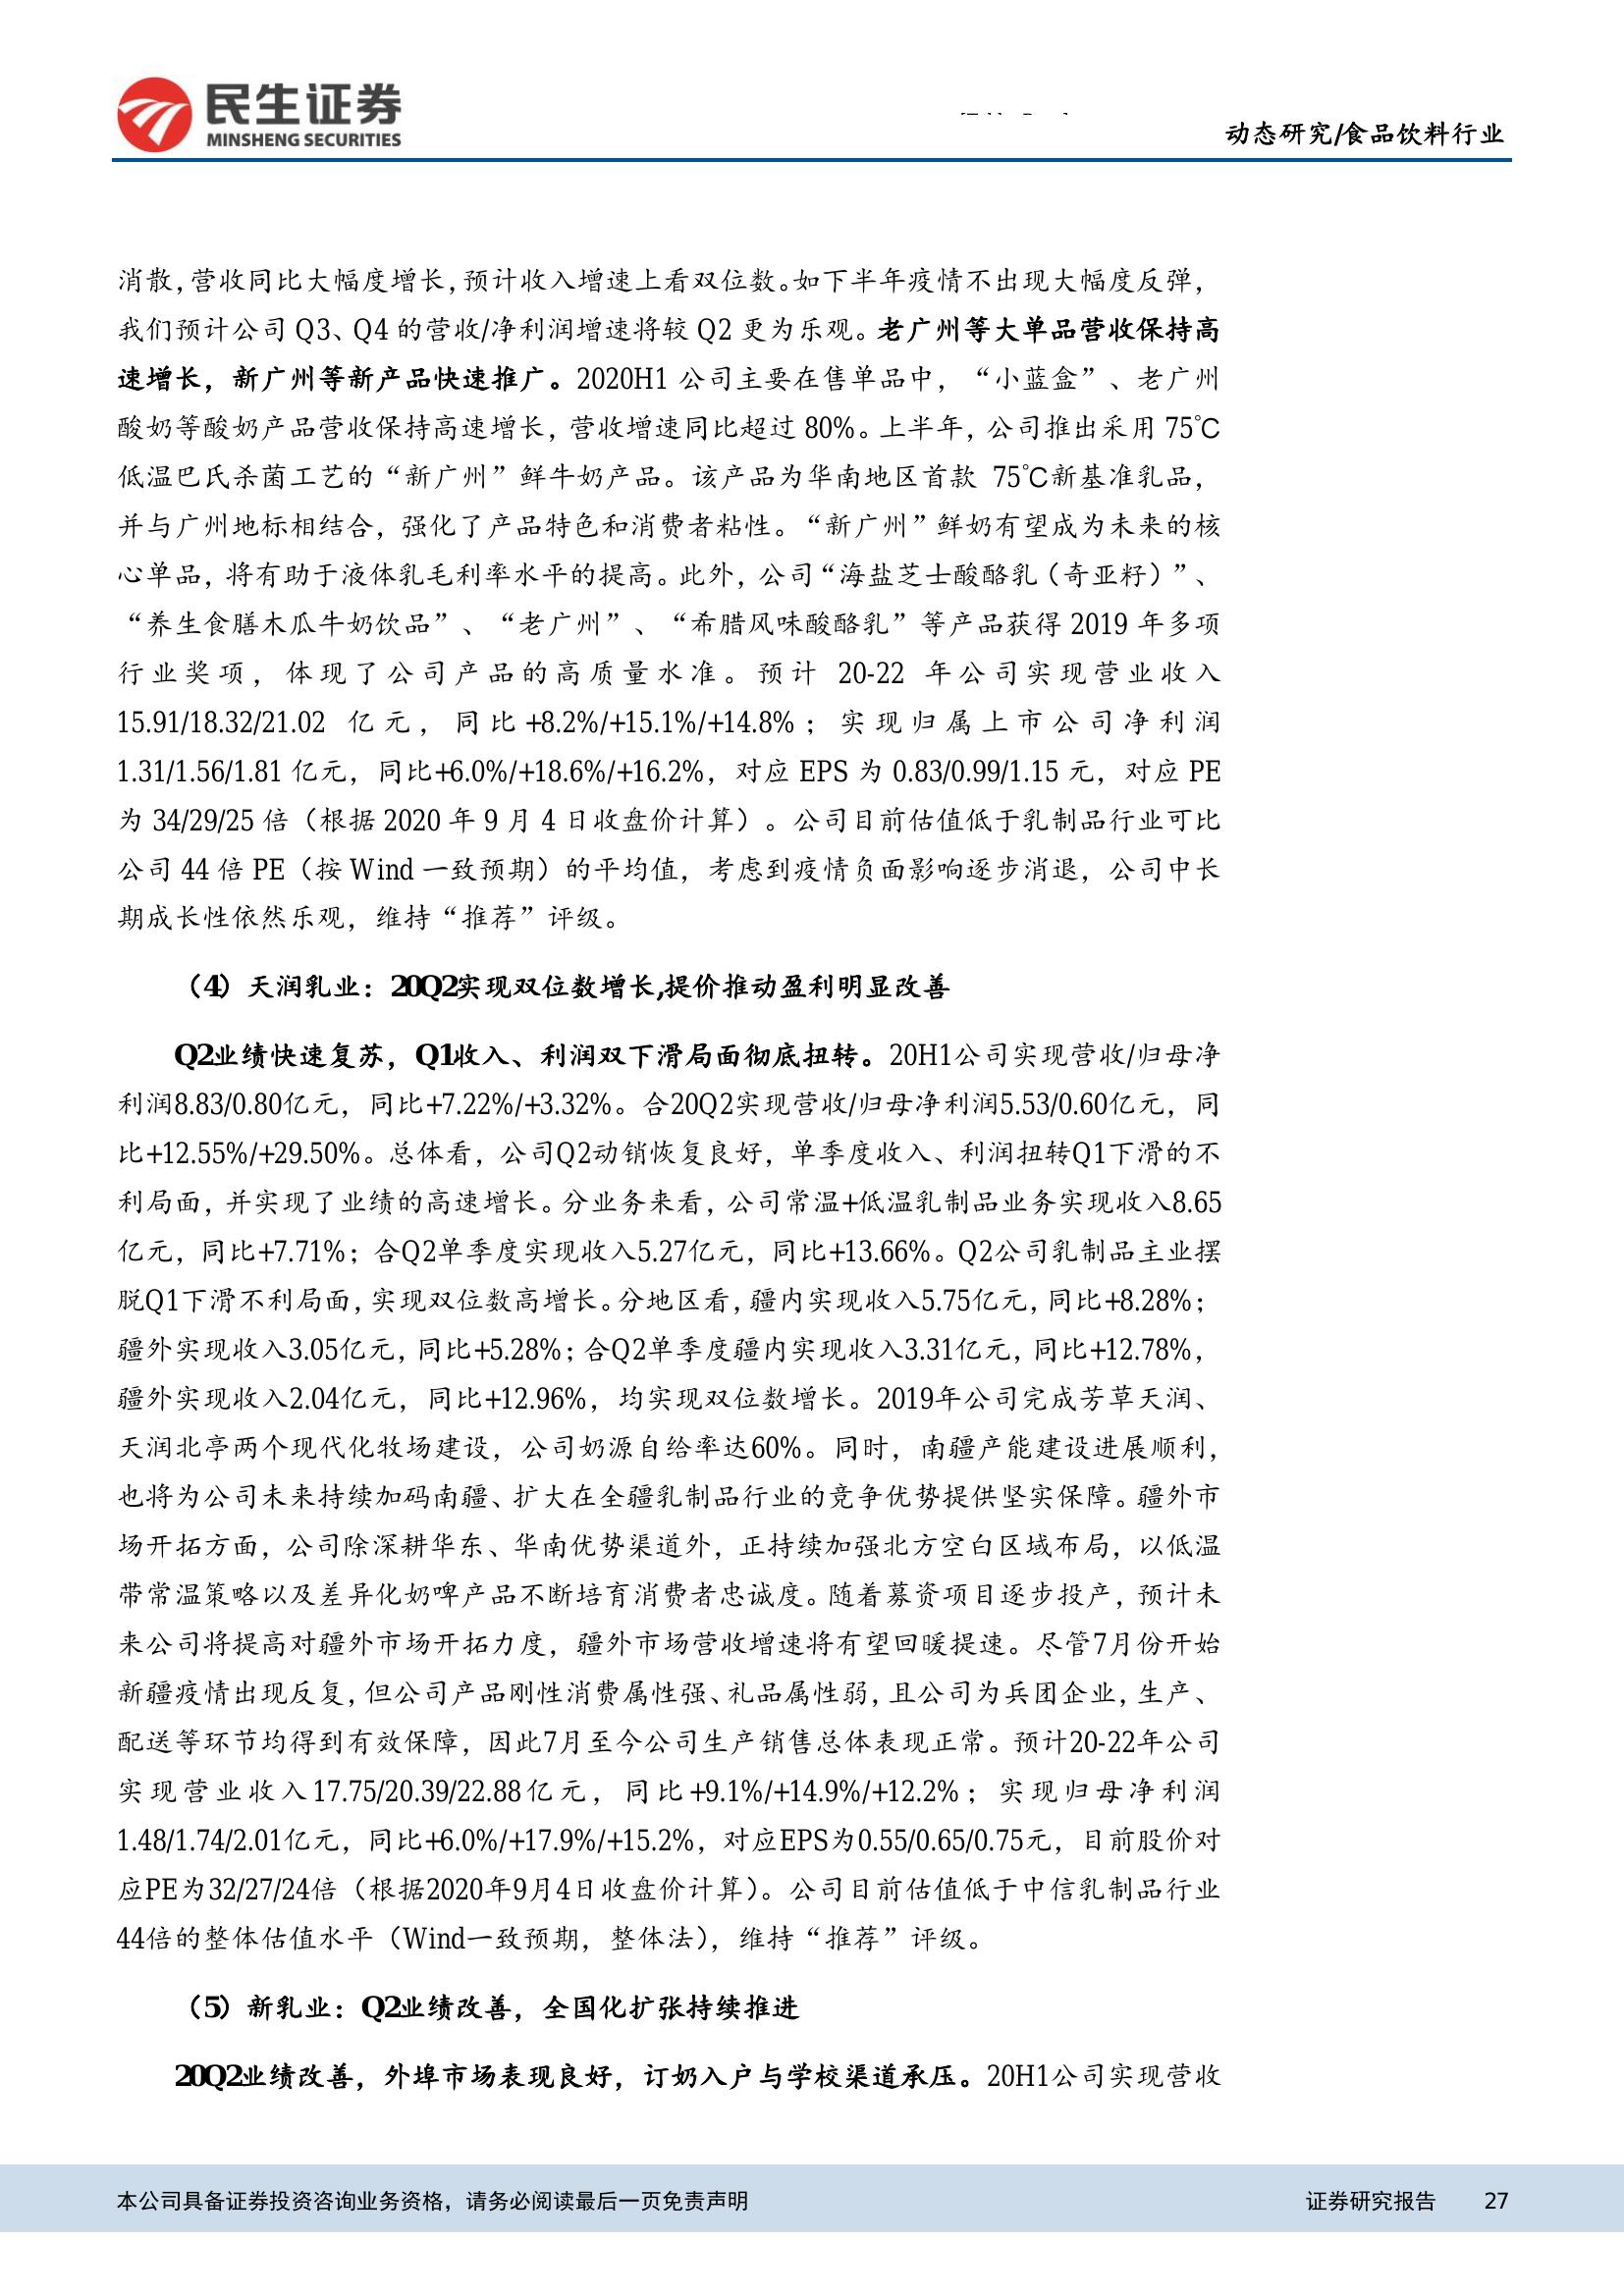 民生证券
MINSHENG SECURITIES
动态研究/食品饮料行业
消散，营收同比大幅度增长，预计收入增速上看双位数。如下半年疫情不出现大幅度反弹，
我们预计公司 Q3、Q4 的营收/净利润增速将较 Q2 更为乐观。老广州等大单品营收保持高
速增长，新广州等新产品快速推广。2020H1 公司主要在售单品中，“小蓝盒”、老广州
酸奶等酸奶产品营收保持高速增长，营收增速同比超过 80%。上半年，公司推出采用 75℃
低温巴氏杀菌工艺的“新广州”鲜牛奶产品。该产品为华南地区首款 75℃新基准乳品，
并与广州地标相结合，强化了产品特色和消费者粘性。“新广州”鲜奶有望成为未来的核
心单品，将有助于液体乳毛利率水平的提高。此外，公司“海盐芝士酸酪乳（奇亚籽）”、
“养生食膳木瓜牛奶饮品”、“老广州”、“希腊风味酸酪乳”等产品获得 2019 年多项
行业奖项，体现了公司产品的高质量水准。预计 20-22 年公司实现营业收入
15.91/18.32/21.02 亿元，同比+8.2%/+15.1%/+14.8%；实现归属上市公司净利润
1.31/1.56/1.81 亿元，同比+6.0%/+18.6%/+16.2%，对应 EPS 为 0.83/0.99/1.15 元，对应 PE
为 34/29/25 倍（根据 2020 年 9 月 4 日收盘价计算）。公司目前估值低于乳制品行业可比
公司 44 倍 PE（按 Wind 一致预期）的平均值，考虑到疫情负面影响逐步消退，公司中长
期成长性依然乐观，维持“推荐”评级。
（4）天润乳业：20Q2实现双位数增长,提价推动盈利明显改善
Q2业绩快速复苏，Q1收入、利润双下滑局面彻底扭转。20H1公司实现营收/归母净
利润8.83/0.80亿元，同比+7.22%/+3.32%。合20Q2实现营收/归母净利润5.53/0.60亿元，同
比+12.55%/+29.50%。总体看，公司Q2动销恢复良好，单季度收入、利润扭转Q1下滑的不
利局面，并实现了业绩的高速增长。分业务来看，公司常温+低温乳制品业务实现收入8.65
亿元，同比+7.71%；合Q2单季度实现收入5.27亿元，同比+13.66%。Q2公司乳制品主业摆
脱Q1下滑不利局面，实现双位数高增长。分地区看，疆内实现收入5.75亿元，同比+8.28%；
疆外实现收入3.05亿元，同比+5.28%；合Q2单季度疆内实现收入3.31亿元，同比+12.78%，
疆外实现收入2.04亿元，同比+12.96%，均实现双位数增长。2019年公司完成芳草天润、
天润北亭两个现代化牧场建设，公司奶源自给率达60%。同时，南疆产能建设进展顺利，
也将为公司未来持续加码南疆、扩大在全疆乳制品行业的竞争优势提供坚实保障。疆外市
场开拓方面，公司除深耕华东、华南优势渠道外，正持续加强北方空白区域布局，以低温
带常温策略以及差异化奶啤产品不断培育消费者忠诚度。随着募资项目逐步投产，预计未
来公司将提高对疆外市场开拓力度，疆外市场营收增速将有望回暖提速。尽管7月份开始
新疆疫情出现反复，但公司产品刚性消费属性强、礼品属性弱，且公司为兵团企业，生产、
配送等环节均得到有效保障，因此7月至今公司生产销售总体表现正常。预计20-22年公司
实现营业收入17.75/20.39/22.88亿元，同比+9.1%/+14.9%/+12.2%；实现归母净利润
1.48/1.74/2.01亿元，同比+6.0%/+17.9%/+15.2%，对应EPS为0.55/0.65/0.75元，目前股价对
应PE为32/27/24倍（根据2020年9月4日收盘价计算）。公司目前估值低于中信乳制品行业
44倍的整体估值水平（Wind一致预期，整体法），维持“推荐”评级。
（5）新乳业：Q2业绩改善，全国化扩张持续推进
20Q2业绩改善，外埠市场表现良好，订奶入户与学校渠道承压。20H1公司实现营收
本公司具备证券投资咨询业务资格，请务必阅读最后一页免责声明
证券研究报告 27